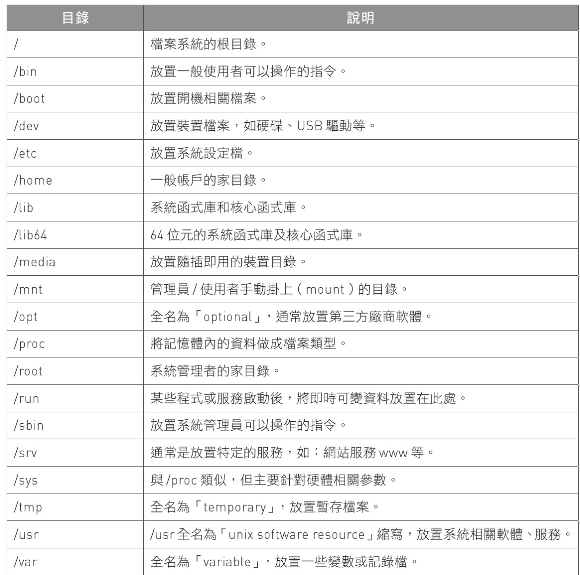 目錄 說明
/ 檔案系統的根目錄。
/bin 放置一般使用者可以操作的指令。
/boot 放置開機相關檔案。
/dev 放置裝置檔案，如硬碟、USB 驅動等。
/etc 放置系統設定檔。
/home 一般帳戶的家目錄。
/lib 系統函式庫和核心函式庫。
/lib64 64 位元的系統函式庫及核心函式庫。
/media 放置隨插即用的裝置目錄。
/mnt 管理員 / 使用者手動掛上（mount）的目錄。
/opt 全名為「optional」，通常放置第三方廠商軟體。
/proc 將記憶體內的資料做成檔案類型。
/root 系統管理者的家目錄。
/run 某些程式或服務啟動後，將即時可變資料放置在此處。
/sbin 放置系統管理員可以操作的指令。
/srv 通常是放置特定的服務，如：網站服務 www 等。
/sys 與 /proc 類似，但主要針對硬體相關參數。
/tmp 全名為「temporary」，放置暫存檔案。
/usr /usr 全名為「unix software resource」縮寫，放置系統相關軟體、服務。
/var 全名為「variable」，放置一些變數或記錄檔。